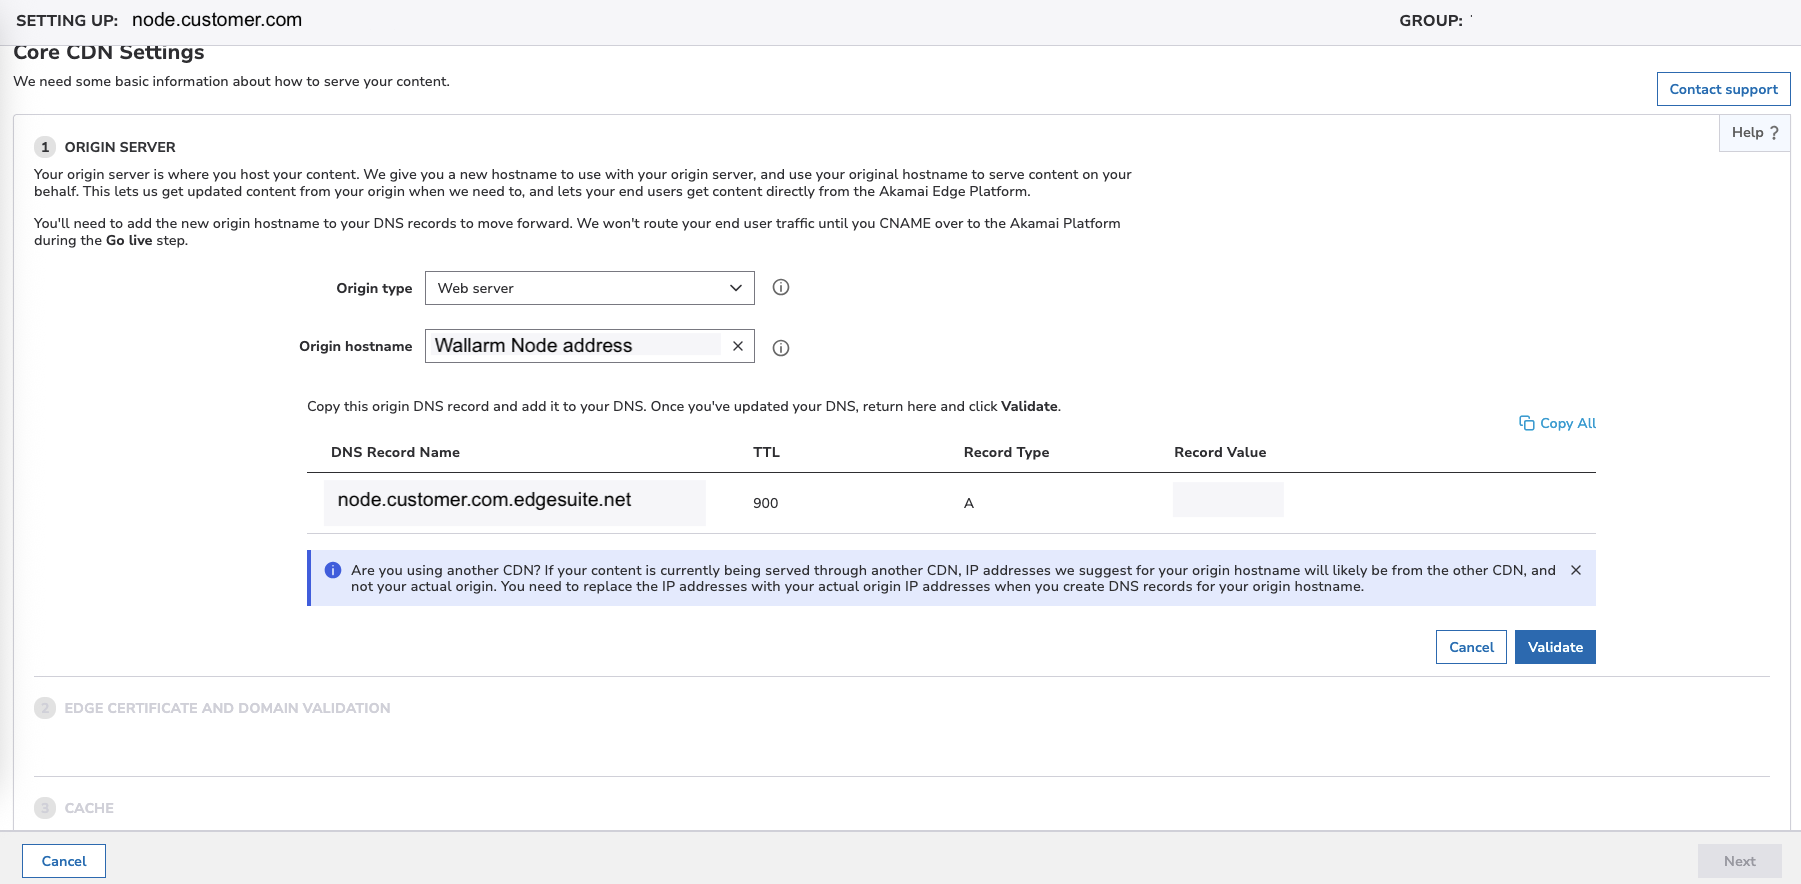 SETTING UP: node.customer.com
GROUP:
Core CDN Settings
We need some basic information about how to serve your content.
Contact support
Help ?
1 ORIGIN SERVER
Your origin server is where you host your content. We give you a new hostname to use with your origin server, and use your original hostname to serve content on your
behalf. This lets us get updated content from your origin when we need to, and lets your end users get content directly from the Akamai Edge Platform.
You'll need to add the new origin hostname to your DNS records to move forward. We won't route your end user traffic until you CNAME over to the Akamai Platform
during the Go live step.
Origin type Web server
Origin hostname Wallarm Node address
Copy this origin DNS record and add it to your DNS. Once you've updated your DNS, return here and click Validate.
Copy All
DNS Record Name TTL Record Type Record Value
node.customer.com.edgesuite.net 900 A
Are you using another CDN? If your content is currently being served through another CDN, IP addresses we suggest for your origin hostname will likely be from the other CDN, and
not your actual origin. You need to replace the IP addresses with your actual origin IP addresses when you create DNS records for your origin hostname.
Cancel Validate
2 EDGE CERTIFICATE AND DOMAIN VALIDATION
3 CACHE
Cancel Next